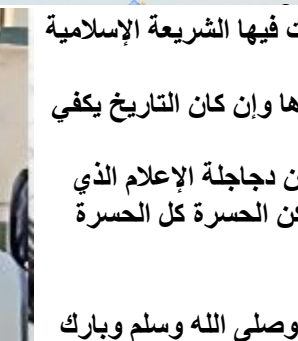 ت فيها الشريعة الإسلامية
ها وإن كان التاريخ يكفي
ن دجاجلة الإعلام الذي
كن الحسرة كل الحسرة
وصلى الله وسلم وبارك